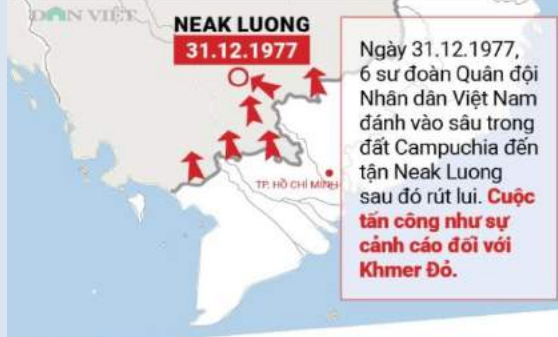 DÂN VIỆT
NEAK LUONG
31.12.1977
TP. HỒ CHÍ MINH
Ngày 31.12.1977,
6 sư đoàn Quân đội
Nhân dân Việt Nam
đánh vào sâu trong
đất Campuchia đến
tận Neak Luong
sau đó rút lui. Cuộc
tấn công như sự
cảnh cáo đối với
Khmer Đỏ.